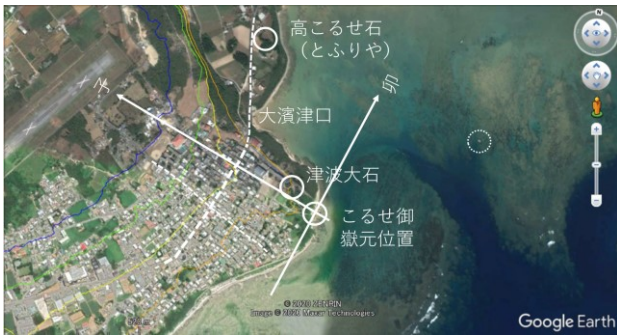 高こるせ石
（とふりや）
卯
大濱津口
津波大石
こるせ御
嶽元位置
© 2020 ZENRIN
Image © 2020 Maxar Technologies
Google Earth
N